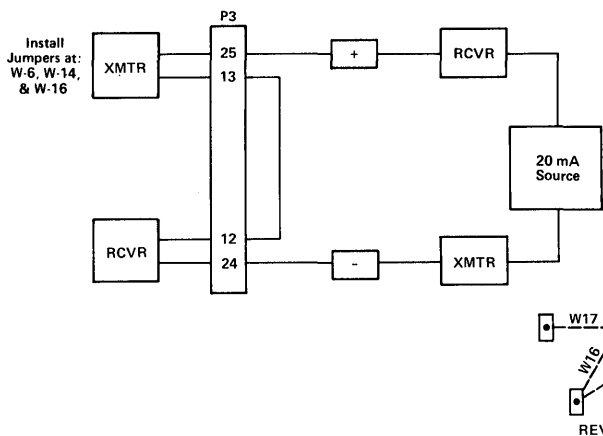 P3
Install
Jumpers at:
W-6, W-14,
& W-16
XMTR
25
13
+
RCVR
20 mA
Source
RCVR
12
24
-
XMTR
W17
W16
REV